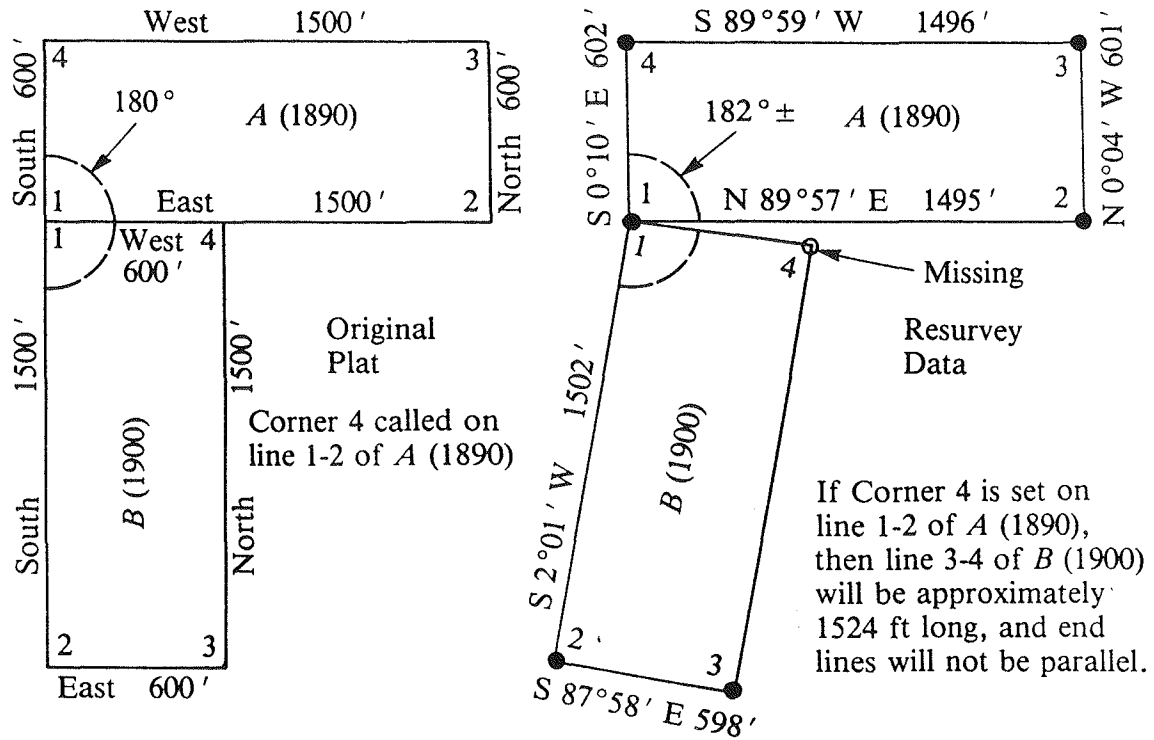 West 1500'
South 600'
4
3
North 600'
180°
A (1890)
1
East 1500'
2
1
West 4
600'
South 1500'
1500'
North
Original
Plat
Corner 4 called on
line 1-2 of A (1890)
B (1900)
2
3
East 600'
S 89°59' W 1496'
S 0°10' E 602'
4
3
N 0°04' W 601'
182°±
A (1890)
1
N 89°57' E 1495'
2
1
4
Missing
Resurvey
Data
S 2°01' W 1502'
B (1900)
If Corner 4 is set on
line 1-2 of A (1890),
then line 3-4 of B (1900)
will be approximately
1524 ft long, and end
lines will not be parallel.
2
3
S 87°58' E 598'